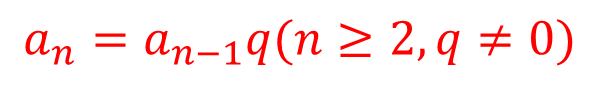 aₙ = aₙ₋₁q(n ≥ 2, q ≠ 0)